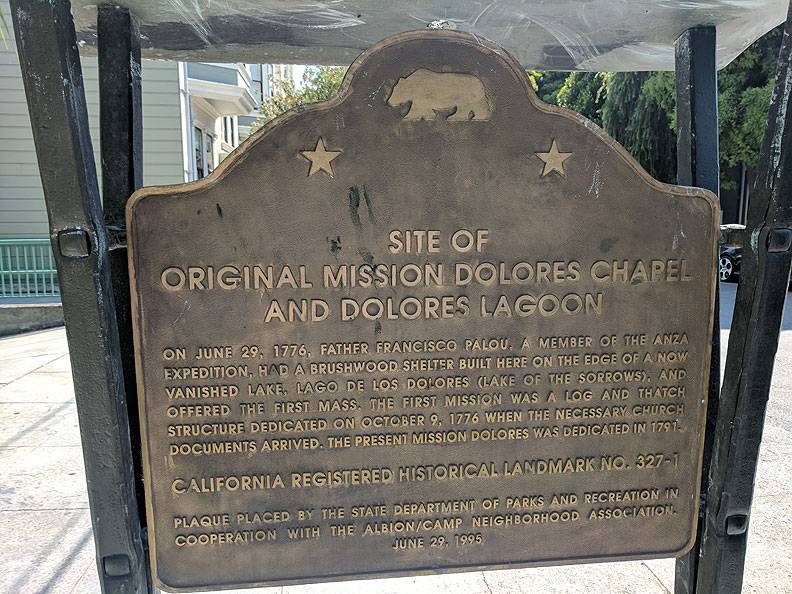 SITE OF
ORIGINAL MISSION DOLORES CHAPEL
AND DOLORES LAGOON
ON JUNE 29, 1776, FATHER FRANCISCO PALOU, A MEMBER OF THE ANZA
EXPEDITION, HAD A BRUSHWOOD SHELTER BUILT HERE ON THE EDGE OF A NOW
VANISHED LAKE, LAGO DE LOS DOLORES (LAKE OF THE SORROWS), AND
OFFERED THE FIRST MASS. THE FIRST MISSION WAS A LOG AND THATCH
STRUCTURE DEDICATED ON OCTOBER 9, 1776 WHEN THE NECESSARY CHURCH
DOCUMENTS ARRIVED. THE PRESENT MISSION DOLORES WAS DEDICATED IN 1791.
CALIFORNIA REGISTERED HISTORICAL LANDMARK NO. 327-1
PLAQUE PLACED BY THE STATE DEPARTMENT OF PARKS AND RECREATION IN
COOPERATION WITH THE ALBION/CAMP NEIGHBORHOOD ASSOCIATION.
JUNE 29, 1995